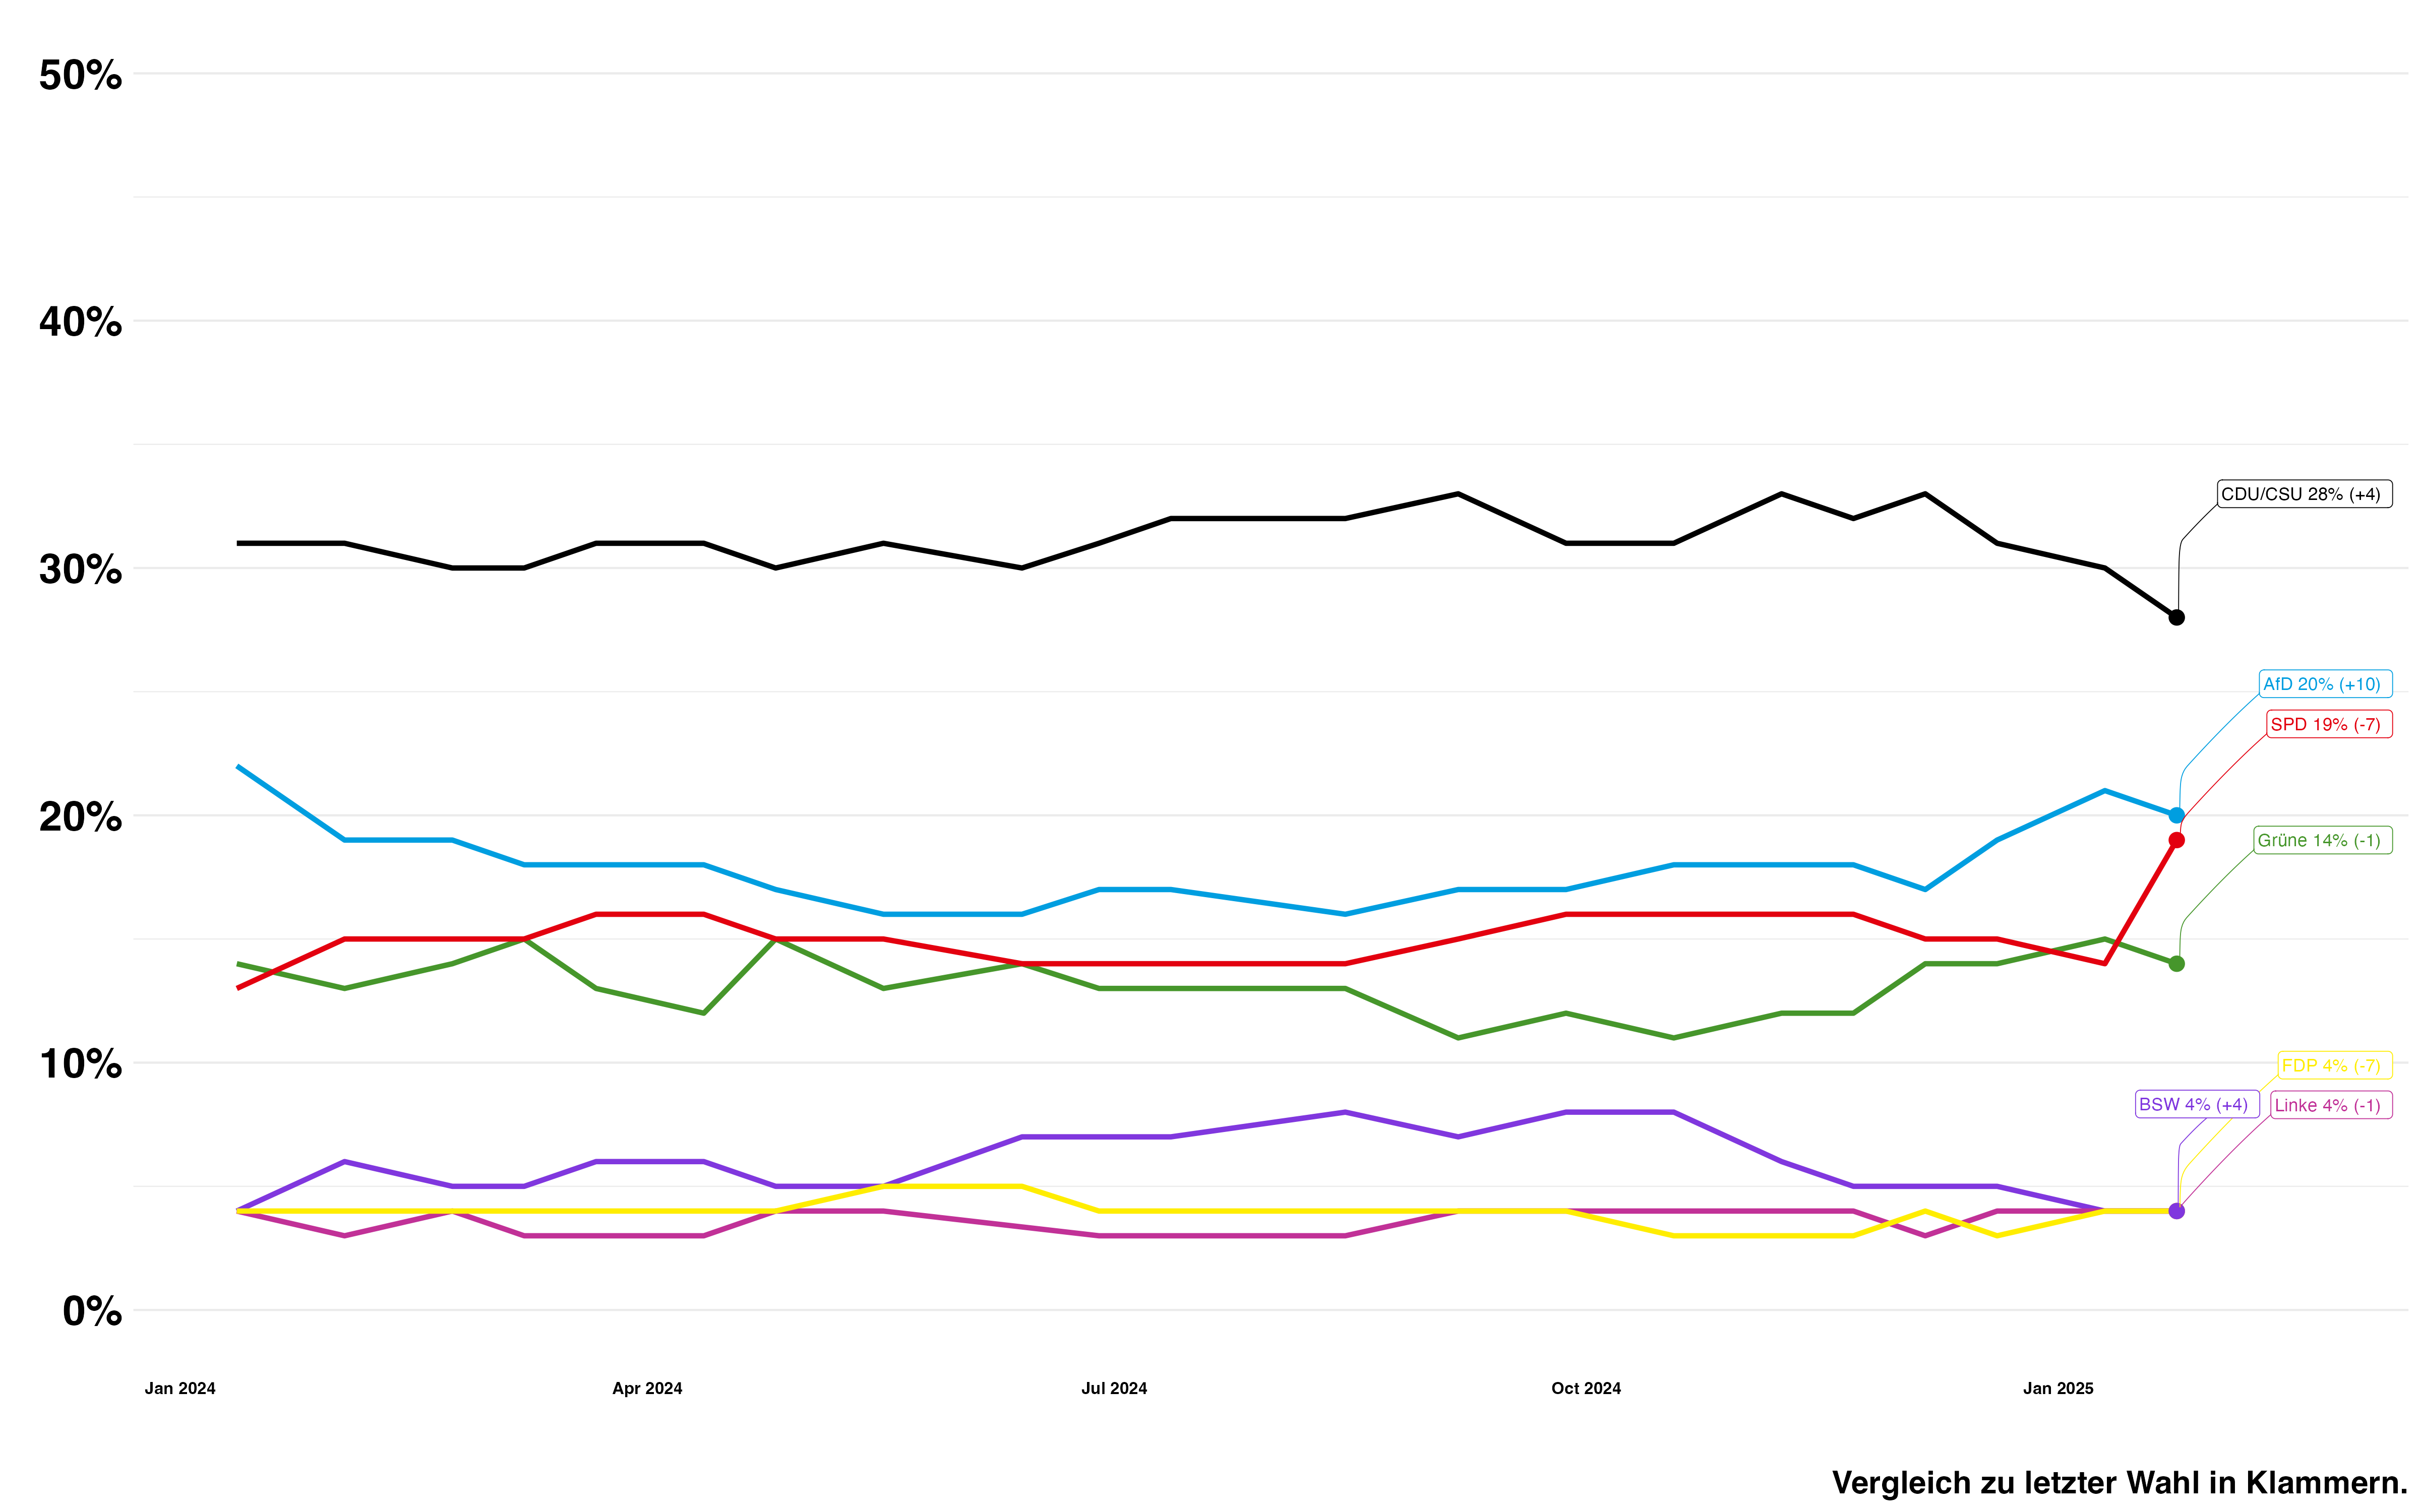 50%
40%
30%
20%
10%
0%
CDU/CSU 28% (+4)
AfD 20% (+10)
SPD 19% (-7)
Grüne 14% (-1)
FDP 4% (-7)
BSW 4% (+4)
Linke 4% (-1)
Jan 2024
Apr 2024
Jul 2024
Oct 2024
Jan 2025
Vergleich zu letzter Wahl in Klammern.